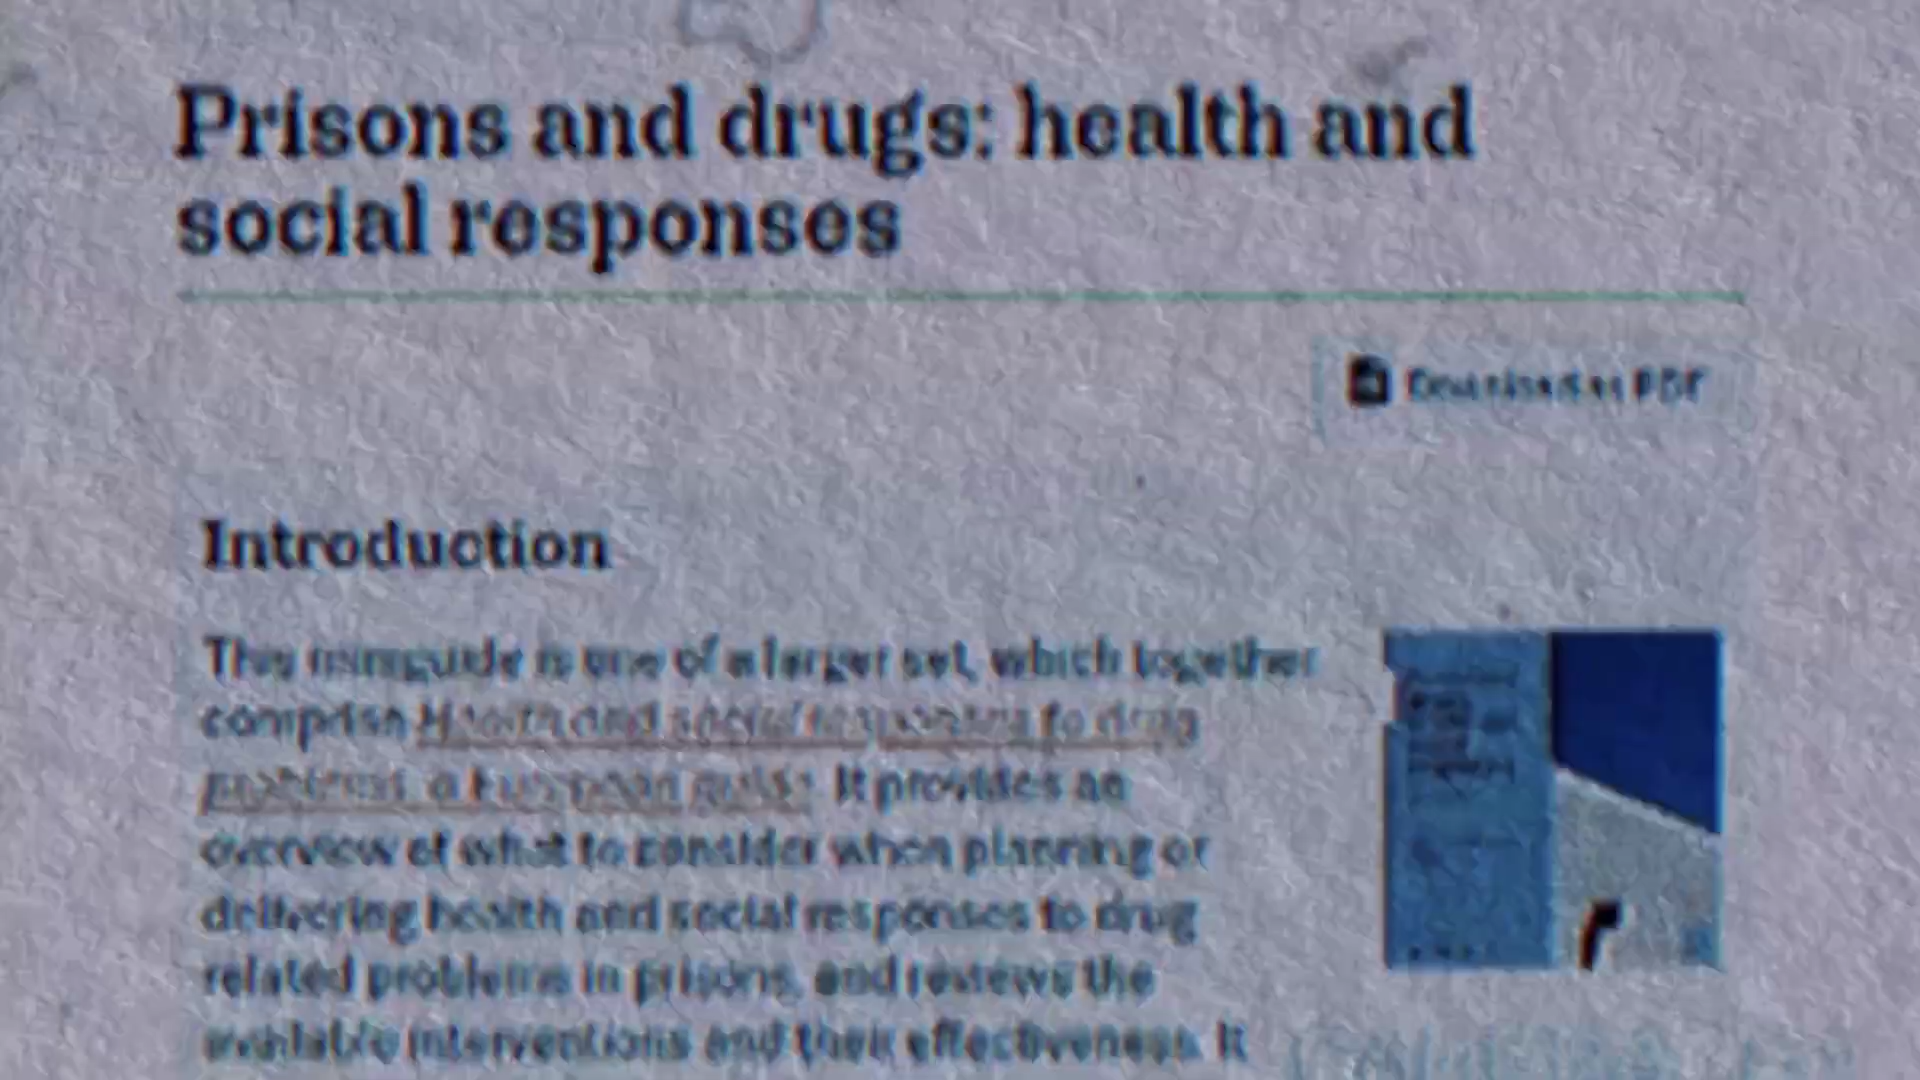 Prisons and drugs: health and
social responses
Download as PDF
Introduction
This miniguide is one of a larger set, which together
comprise Health and social responses to drug
problems: a European guide. It provides an
overview of what to consider when planning or
delivering health and social responses to drug
related problems in prisons, and reviews the
available interventions and their effectiveness. It